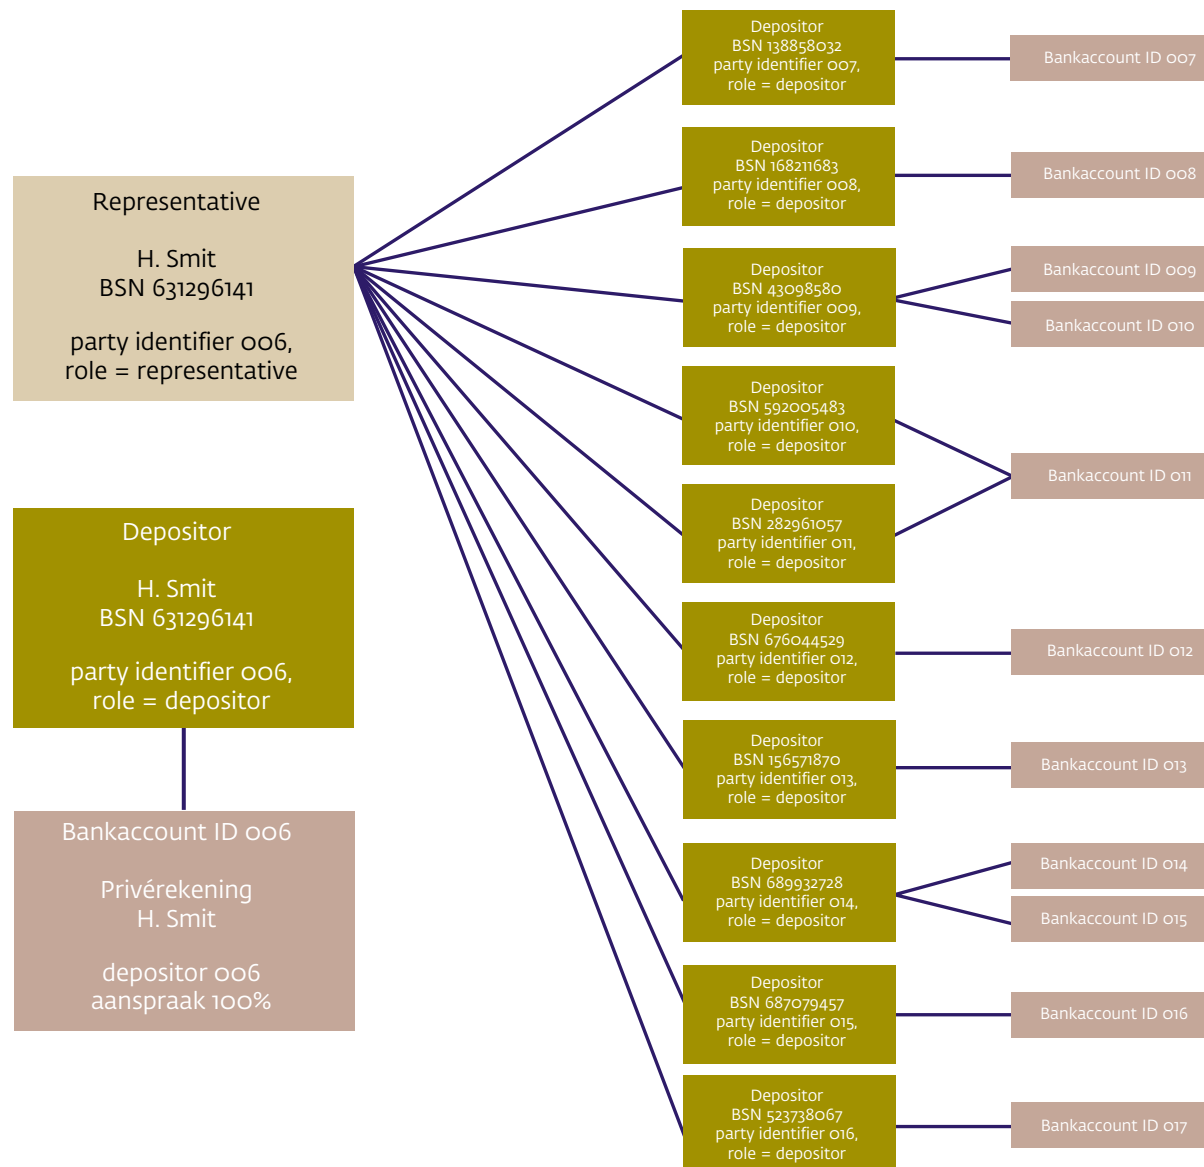 Representative
H. Smit
BSN 631296141
party identifier 006,
role = representative
Depositor
H. Smit
BSN 631296141
party identifier 006,
role = depositor
Bankaccount ID 006
Privérekening
H. Smit
depositor 006
aanspraak 100%
Depositor
BSN 138858032
party identifier 007,
role = depositor
Bankaccount ID 007
Depositor
BSN 168211683
party identifier 008,
role = depositor
Bankaccount ID 008
Depositor
BSN 43098580
party identifier 009,
role = depositor
Bankaccount ID 009
Bankaccount ID 010
Depositor
BSN 592005483
party identifier 010,
role = depositor
Depositor
BSN 282961057
party identifier 011,
role = depositor
Bankaccount ID 011
Depositor
BSN 676044529
party identifier 012,
role = depositor
Bankaccount ID 012
Depositor
BSN 156571870
party identifier 013,
role = depositor
Bankaccount ID 013
Depositor
BSN 689932728
party identifier 014,
role = depositor
Bankaccount ID 014
Bankaccount ID 015
Depositor
BSN 687079457
party identifier 015,
role = depositor
Bankaccount ID 016
Depositor
BSN 523738067
party identifier 016,
role = depositor
Bankaccount ID 017